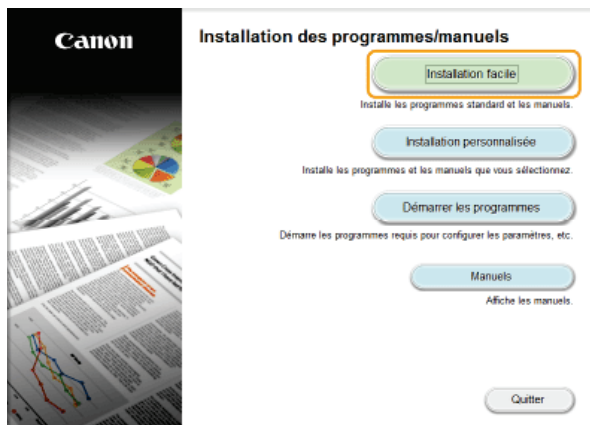 Canon
Installation des programmes/manuels
Installation facile
Installe les programmes standard et les manuels.
Installation personnalisée
Installe les programmes et les manuels que vous sélectionnez.
Démarrer les programmes
Démarre les programmes requis pour configurer les paramètres, etc.
Manuels
Affiche les manuels.
Quitter